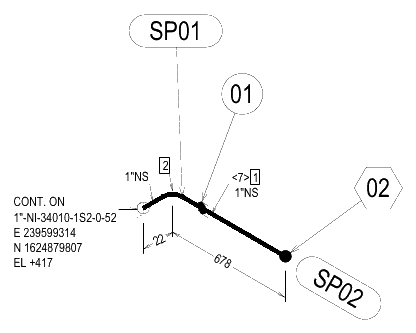 SP01
01
2
1"NS
<7> 1
1"NS
02
CONT. ON
1"-NI-34010-1S2-0-52
E 239599314
N 1624879807
EL +417
22
678
SP02